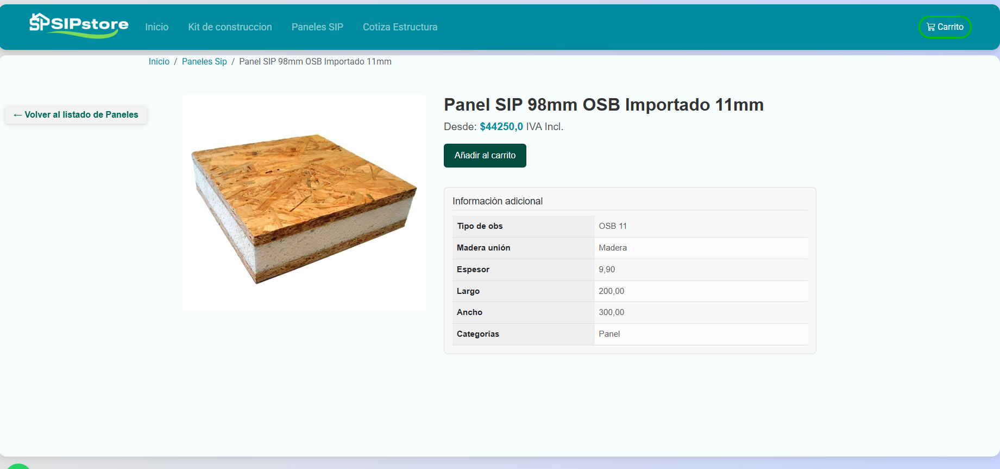 SP SIPstore
Inicio
Kit de construccion
Paneles SIP
Cotiza Estructura
Carrito
Inicio / Paneles Sip / Panel SIP 98mm OSB Importado 11mm
← Volver al listado de Paneles
Panel SIP 98mm OSB Importado 11mm
Desde: $44250,0 IVA Incl.
Añadir al carrito
Información adicional
Tipo de obs OSB 11
Madera unión Madera
Espesor 9,90
Largo 200,00
Ancho 300,00
Categorías Panel